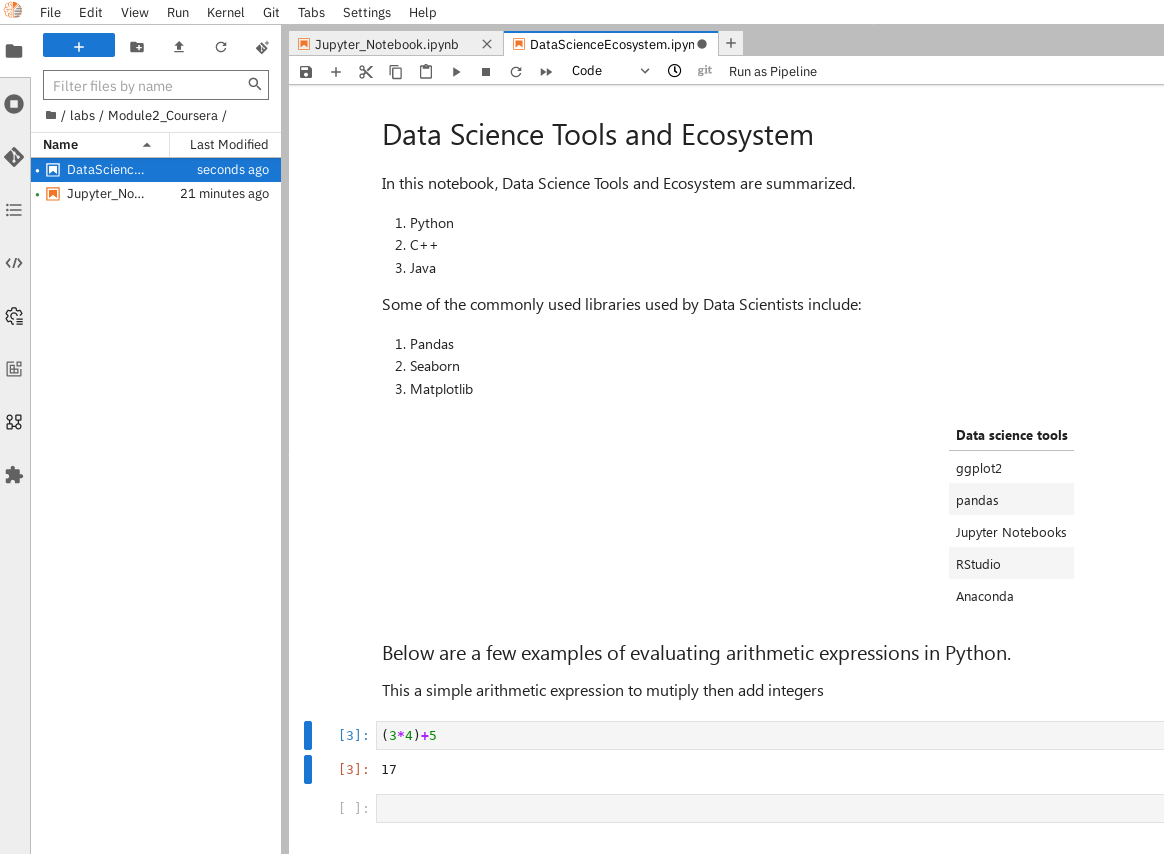 File Edit View Run Kernel Git Tabs Settings Help
+
Filter files by name
/ labs / Module2_Coursera /
Name Last Modified
DataScienc... seconds ago
Jupyter_No... 21 minutes ago
Jupyter_Notebook.ipynb
DataScienceEcosystem.ipyn
Code
git
Run as Pipeline
Data Science Tools and Ecosystem
In this notebook, Data Science Tools and Ecosystem are summarized.
1. Python
2. C++
3. Java
Some of the commonly used libraries used by Data Scientists include:
1. Pandas
2. Seaborn
3. Matplotlib
Data science tools
ggplot2
pandas
Jupyter Notebooks
RStudio
Anaconda
Below are a few examples of evaluating arithmetic expressions in Python.
This a simple arithmetic expression to mutiply then add integers
[3]: (3*4)+5
[3]: 17
[ ]: